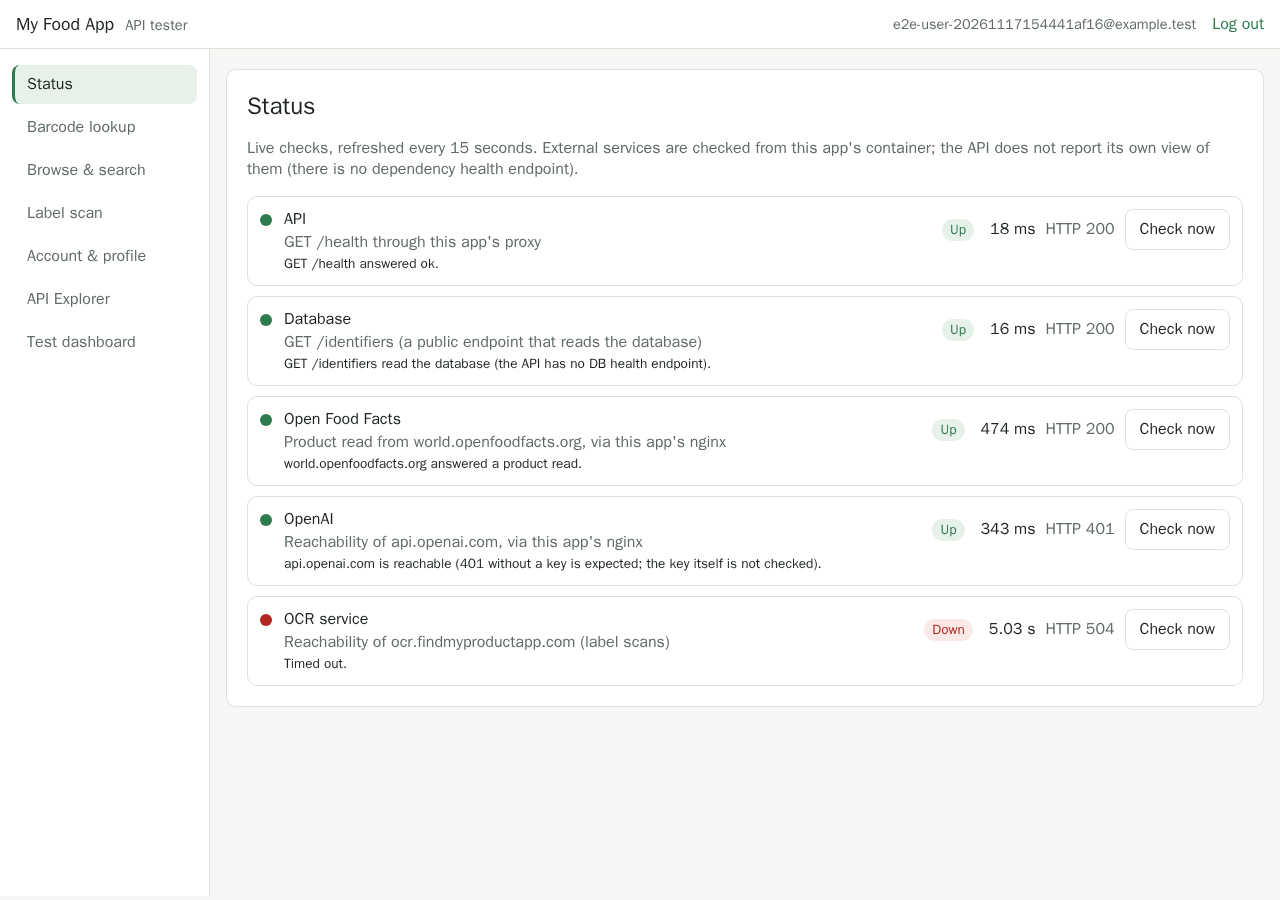 My Food App API tester
e2e-user-20261117154441af16@example.test Log out
Status
Barcode lookup
Browse & search
Label scan
Account & profile
API Explorer
Test dashboard
Status
Live checks, refreshed every 15 seconds. External services are checked from this app's container; the API does not report its own view of
them (there is no dependency health endpoint).
API
GET /health through this app's proxy
GET /health answered ok.
Up 18 ms HTTP 200 Check now
Database
GET /identifiers (a public endpoint that reads the database)
GET /identifiers read the database (the API has no DB health endpoint).
Up 16 ms HTTP 200 Check now
Open Food Facts
Product read from world.openfoodfacts.org, via this app's nginx
world.openfoodfacts.org answered a product read.
Up 474 ms HTTP 200 Check now
OpenAI
Reachability of api.openai.com, via this app's nginx
api.openai.com is reachable (401 without a key is expected; the key itself is not checked).
Up 343 ms HTTP 401 Check now
OCR service
Reachability of ocr.findmyproductapp.com (label scans)
Timed out.
Down 5.03 s HTTP 504 Check now